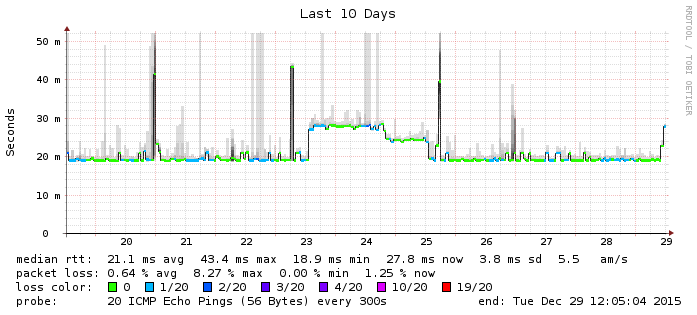 Last 10 Days
RRDTOOL / TOBI OETIKER
Seconds
50 m
40 m
30 m
20 m
10 m
0
20 21 22 23 24 25 26 27 28 29
median rtt: 21.1 ms avg 43.4 ms max 18.9 ms min 27.8 ms now 3.8 ms sd 5.5 am/s
packet loss: 0.64 % avg 8.27 % max 0.00 % min 1.25 % now
loss color: 0 1/20 2/20 3/20 4/20 10/20 19/20
probe: 20 ICMP Echo Pings (56 Bytes) every 300s end: Tue Dec 29 12:05:04 2015